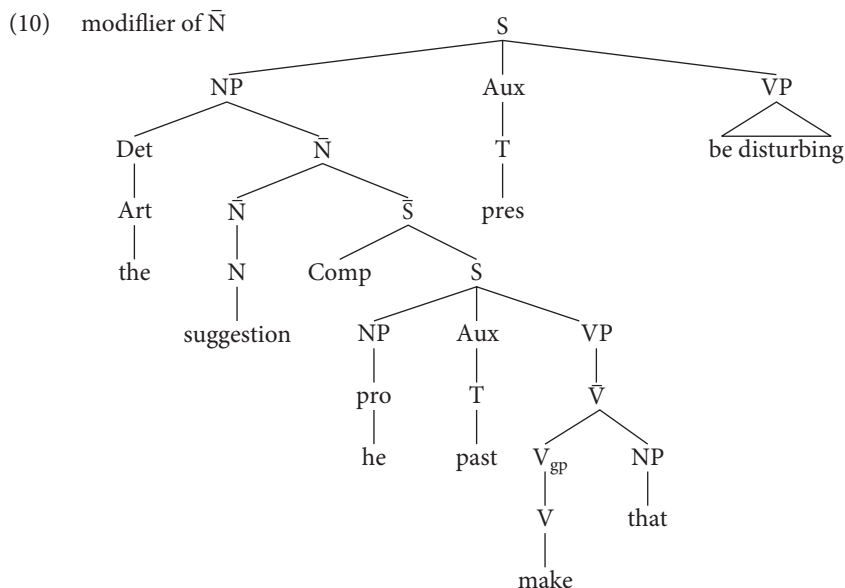 (10) modiflier of N̄
S
NP Aux VP
Det N̄ T be disturbing
Art N̄ S̄ pres
the N Comp S
suggestion NP Aux VP
pro T V̄
he past Vgp NP
V that
make